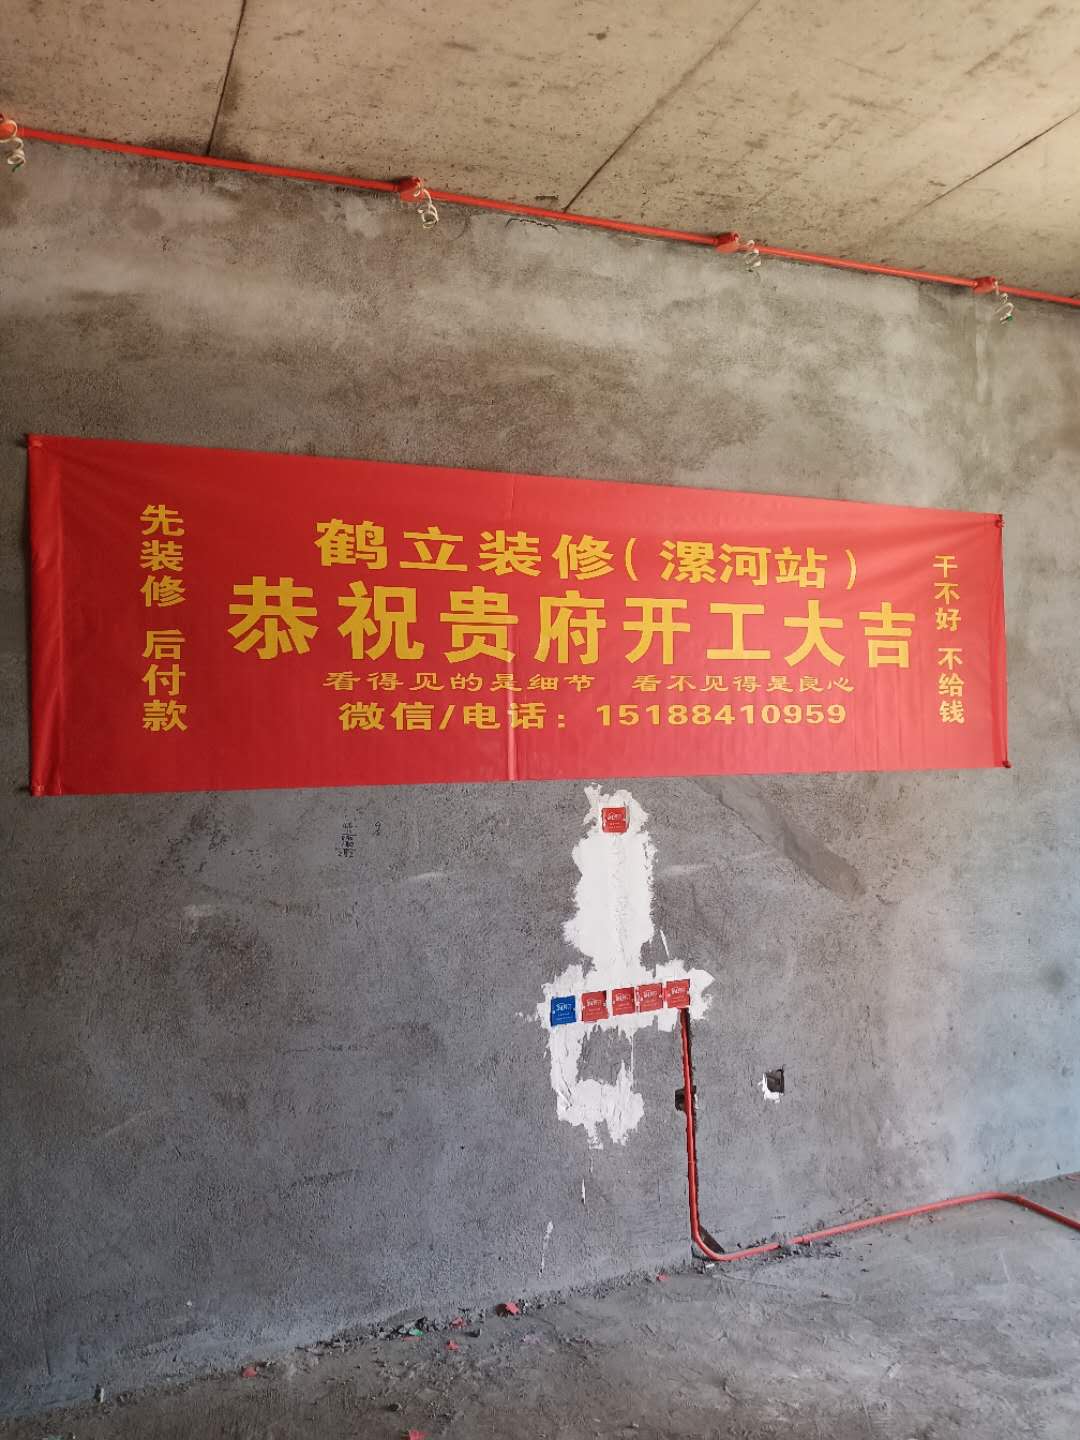 先装修 后付款
鹤立装修(漯河站)
恭祝贵府开工大吉
看得见的是细节 看不见得是良心
微信/电话：15188410959
干不好 不给钱